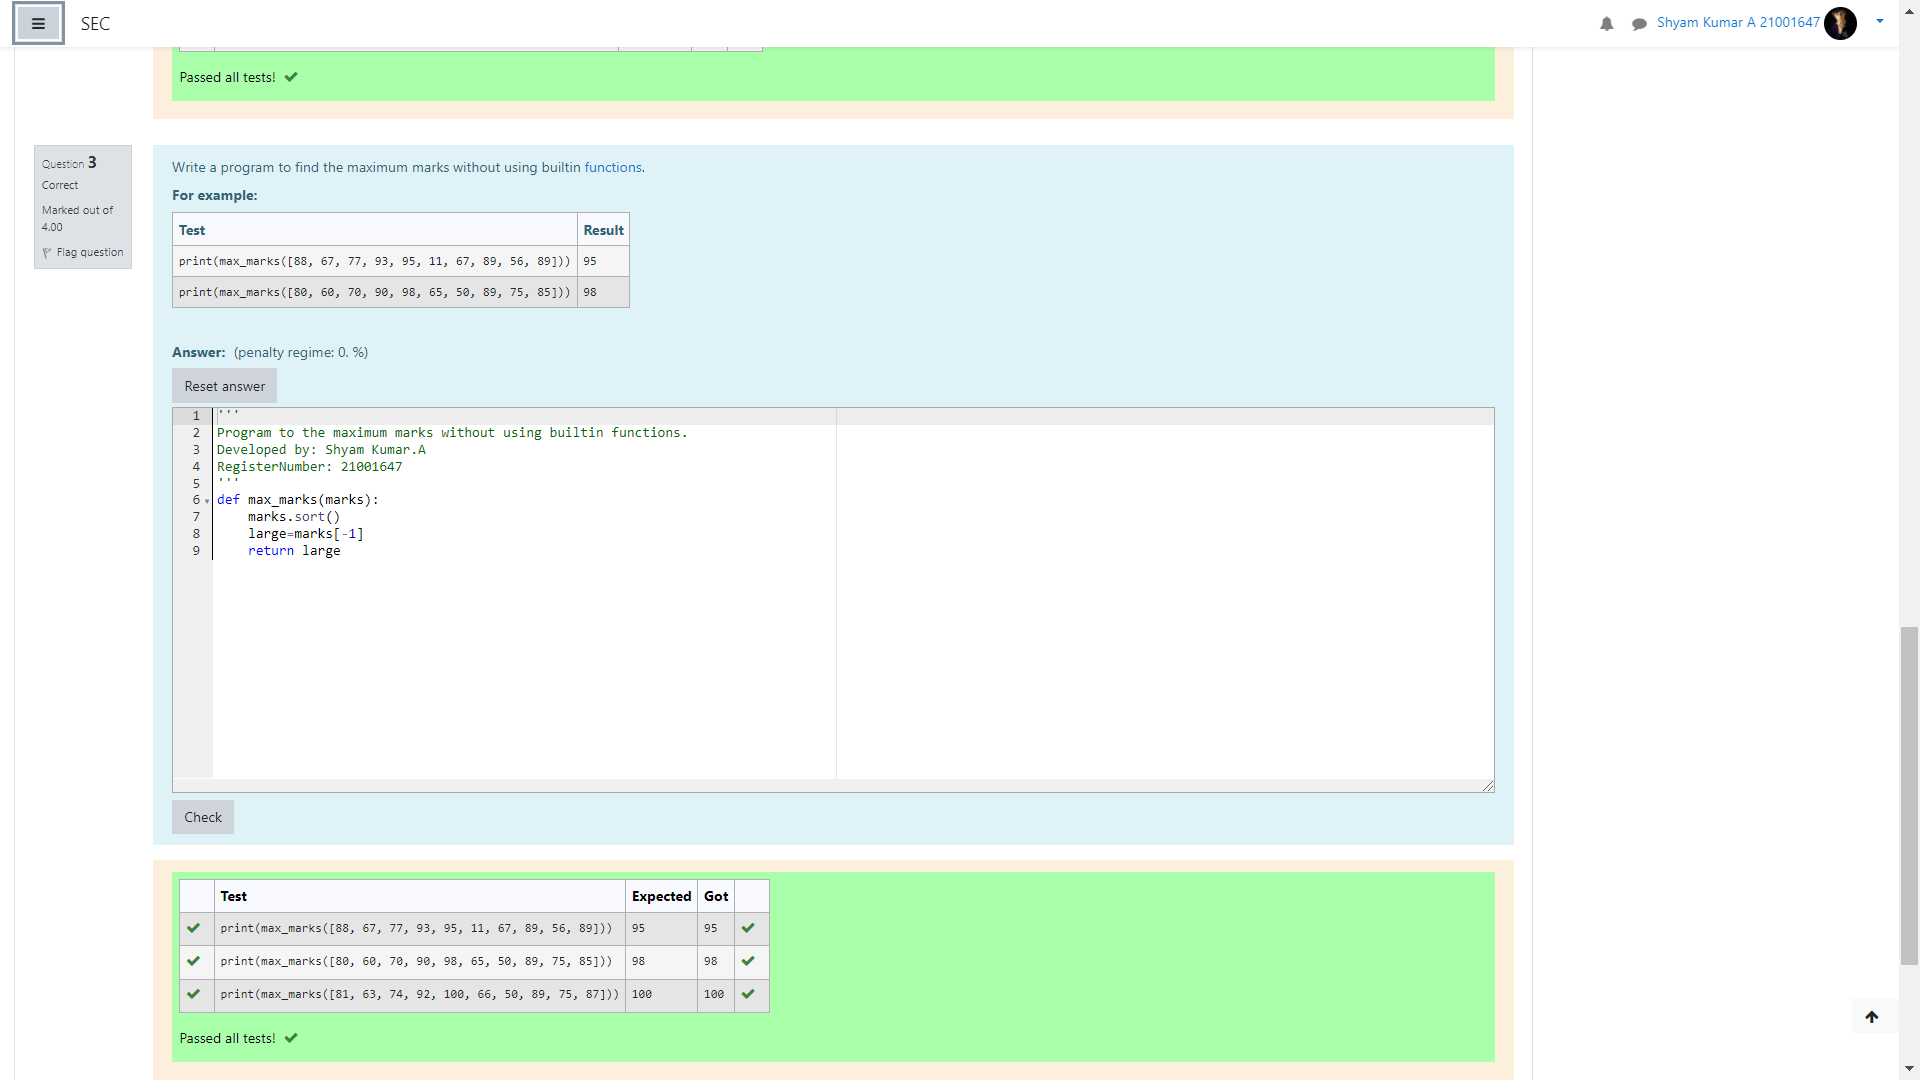 SEC
Shyam Kumar A 21001647
Passed all tests!
Question 3
Correct
Marked out of
4.00
Flag question
Write a program to find the maximum marks without using builtin functions.
For example:
Test Result
print(max_marks([88, 67, 77, 93, 95, 11, 67, 89, 56, 89])) 95
print(max_marks([80, 60, 70, 90, 98, 65, 50, 89, 75, 85])) 98
Answer: (penalty regime: 0. %)
Reset answer
1 '''
2 Program to the maximum marks without using builtin functions.
3 Developed by: Shyam Kumar.A
4 RegisterNumber: 21001647
5 '''
6 def max_marks(marks):
7 marks.sort()
8 large=marks[-1]
9 return large
Check
Test Expected Got
print(max_marks([88, 67, 77, 93, 95, 11, 67, 89, 56, 89])) 95 95
print(max_marks([80, 60, 70, 90, 98, 65, 50, 89, 75, 85])) 98 98
print(max_marks([81, 63, 74, 92, 100, 66, 50, 89, 75, 87])) 100 100
Passed all tests!